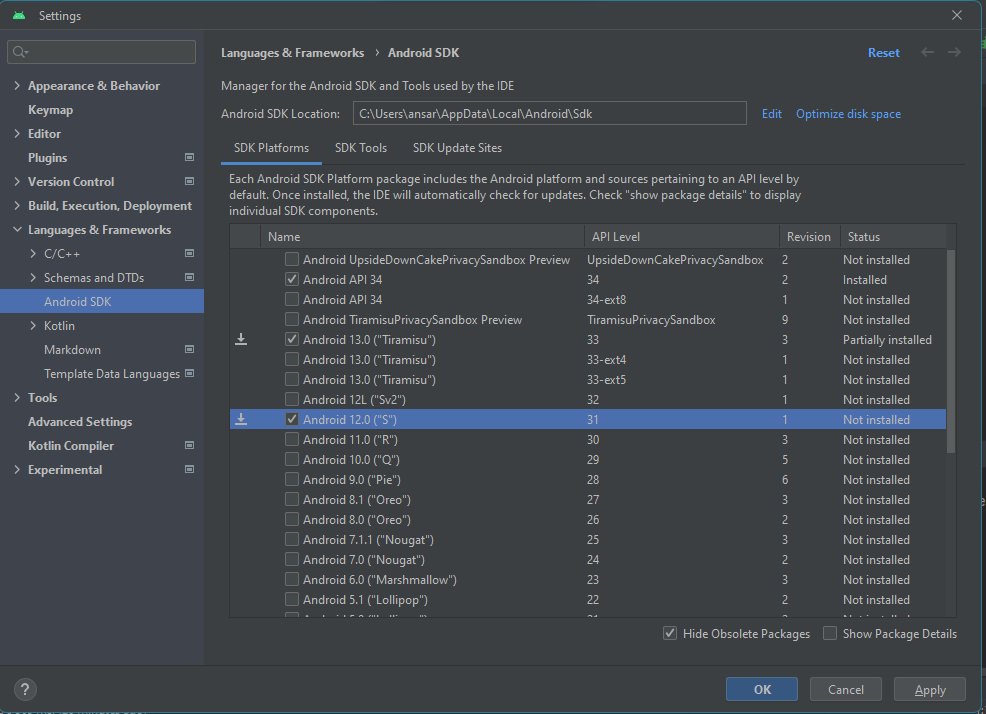 Settings
Languages & Frameworks › Android SDK
Reset
Manager for the Android SDK and Tools used by the IDE
Android SDK Location: C:\Users\ansar\AppData\Local\Android\Sdk Edit Optimize disk space
Appearance & Behavior
Keymap
Editor
Plugins
Version Control
Build, Execution, Deployment
Languages & Frameworks
C/C++
Schemas and DTDs
Android SDK
Kotlin
Markdown
Template Data Languages
Tools
Advanced Settings
Kotlin Compiler
Experimental
SDK Platforms SDK Tools SDK Update Sites
Each Android SDK Platform package includes the Android platform and sources pertaining to an API level by
default. Once installed, the IDE will automatically check for updates. Check "show package details" to display
individual SDK components.
Name API Level Revision Status
Android UpsideDownCakePrivacySandbox Preview UpsideDownCakePrivacySandbox 2 Not installed
Android API 34 34 2 Installed
Android API 34 34-ext8 1 Not installed
Android TiramisuPrivacySandbox Preview TiramisuPrivacySandbox 9 Not installed
Android 13.0 ("Tiramisu") 33 3 Partially installed
Android 13.0 ("Tiramisu") 33-ext4 1 Not installed
Android 13.0 ("Tiramisu") 33-ext5 1 Not installed
Android 12L ("Sv2") 32 1 Not installed
Android 12.0 ("S") 31 1 Not installed
Android 11.0 ("R") 30 3 Not installed
Android 10.0 ("Q") 29 5 Not installed
Android 9.0 ("Pie") 28 6 Not installed
Android 8.1 ("Oreo") 27 3 Not installed
Android 8.0 ("Oreo") 26 2 Not installed
Android 7.1.1 ("Nougat") 25 3 Not installed
Android 7.0 ("Nougat") 24 2 Not installed
Android 6.0 ("Marshmallow") 23 3 Not installed
Android 5.1 ("Lollipop") 22 2 Not installed
Hide Obsolete Packages Show Package Details
? OK Cancel Apply